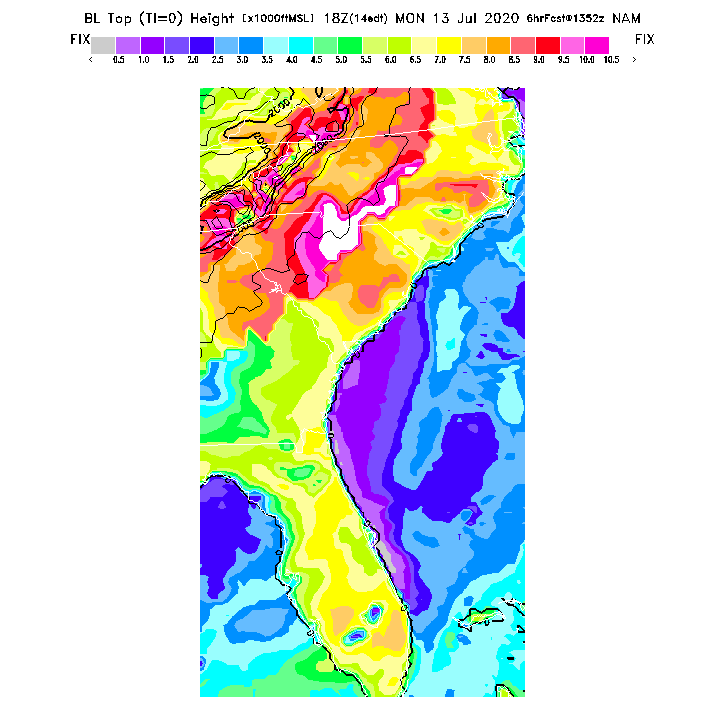 BL Top (TI=0) Height [x1000ftMSL] 18Z(14edt) MON 13 Jul 2020 6hrFcst@1352z NAM
FIX FIX
< 0.5 1.0 1.5 2.0 2.5 3.0 3.5 4.0 4.5 5.0 5.5 6.0 6.5 7.0 7.5 8.0 8.5 9.0 9.5 10.0 10.5 >
2000
2000